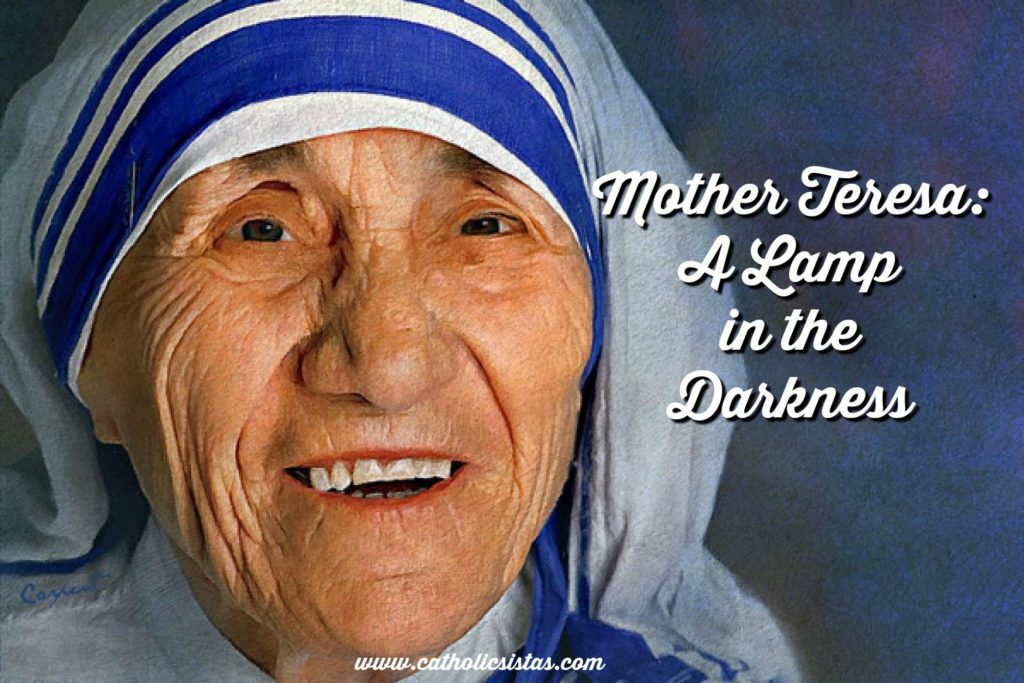 Mother Teresa:
A Lamp
in the
Darkness
www.catholicsistas.com